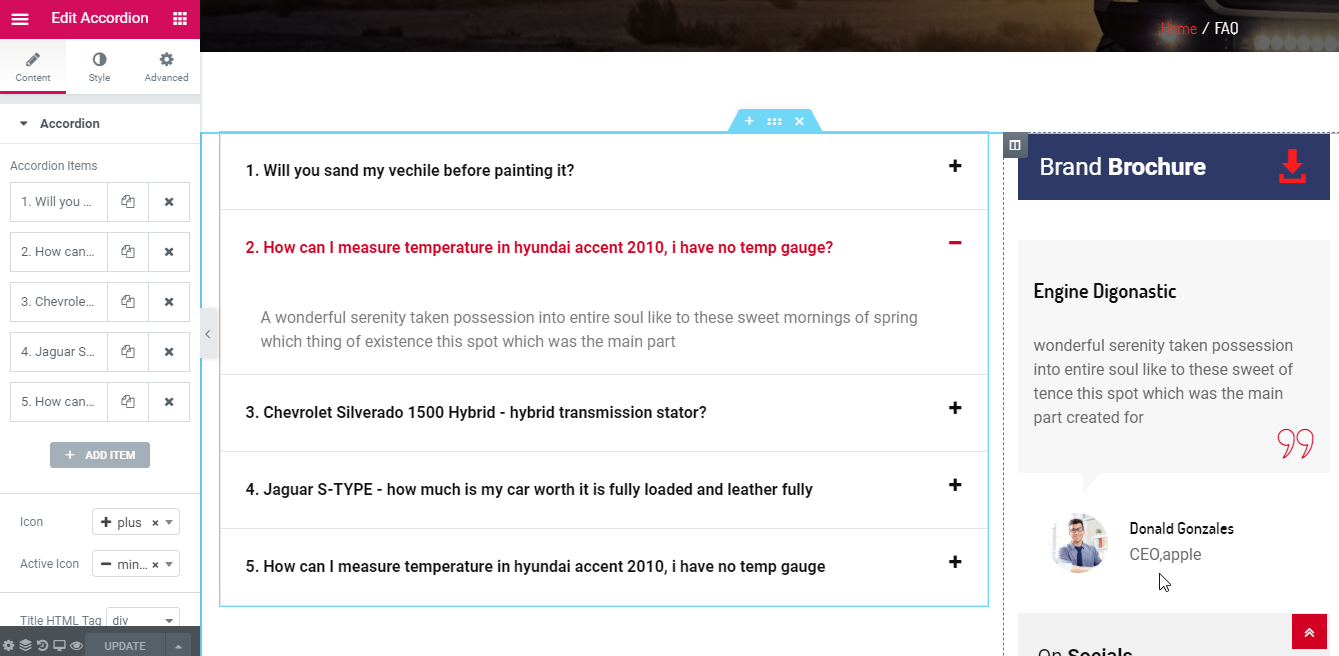 Edit Accordion
Content
Style
Advanced
Accordion
Accordion Items
1. Will you ...
2. How can...
3. Chevrole...
4. Jaguar S...
5. How can...
+ ADD ITEM
Icon
plus ×
Active Icon
min... ×
Title HTML Tag
div
UPDATE
Home / FAQ
1. Will you sand my vechile before painting it?
2. How can I measure temperature in hyundai accent 2010, i have no temp gauge?
A wonderful serenity taken possession into entire soul like to these sweet mornings of spring
which thing of existence this spot which was the main part
3. Chevrolet Silverado 1500 Hybrid - hybrid transmission stator?
4. Jaguar S-TYPE - how much is my car worth it is fully loaded and leather fully
5. How can I measure temperature in hyundai accent 2010, i have no temp gauge
Brand Brochure
Engine Digonastic
wonderful serenity taken possession
into entire soul like to these sweet of
tence this spot which was the main
part created for
Donald Gonzales
CEO,apple
On Socials